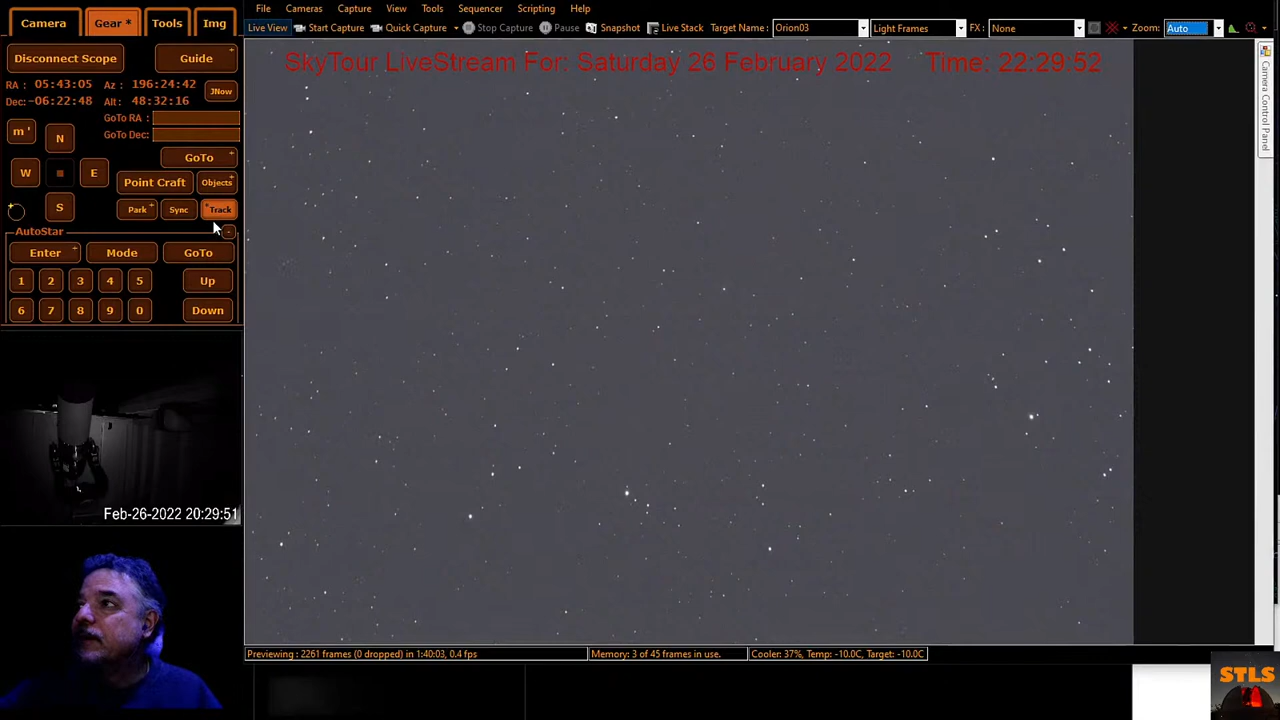 Camera Gear * Tools Img
Disconnect Scope Guide
RA : 05:43:05 Az : 196:24:42
Dec: -06:22:48 Alt : 48:32:16 JNow
GoTo RA :
GoTo Dec:
m ' N
GoTo
W E
Point Craft Objects
S Park Sync Track
AutoStar
Enter Mode GoTo
1 2 3 4 5 Up
6 7 8 9 0 Down
Feb-26-2022 20:29:51
File Cameras Capture View Tools Sequencer Scripting Help
Live View Start Capture Quick Capture Stop Capture Pause Snapshot Live Stack Target Name : Orion03 Light Frames FX : None Zoom: Auto
SkyTour LiveStream For: Saturday 26 February 2022 Time: 22:29:52
Camera Control Panel
Previewing : 2261 frames (0 dropped) in 1:40:03, 0.4 fps Memory: 3 of 45 frames in use. Cooler: 37%, Temp: -10.0C, Target: -10.0C
STLS